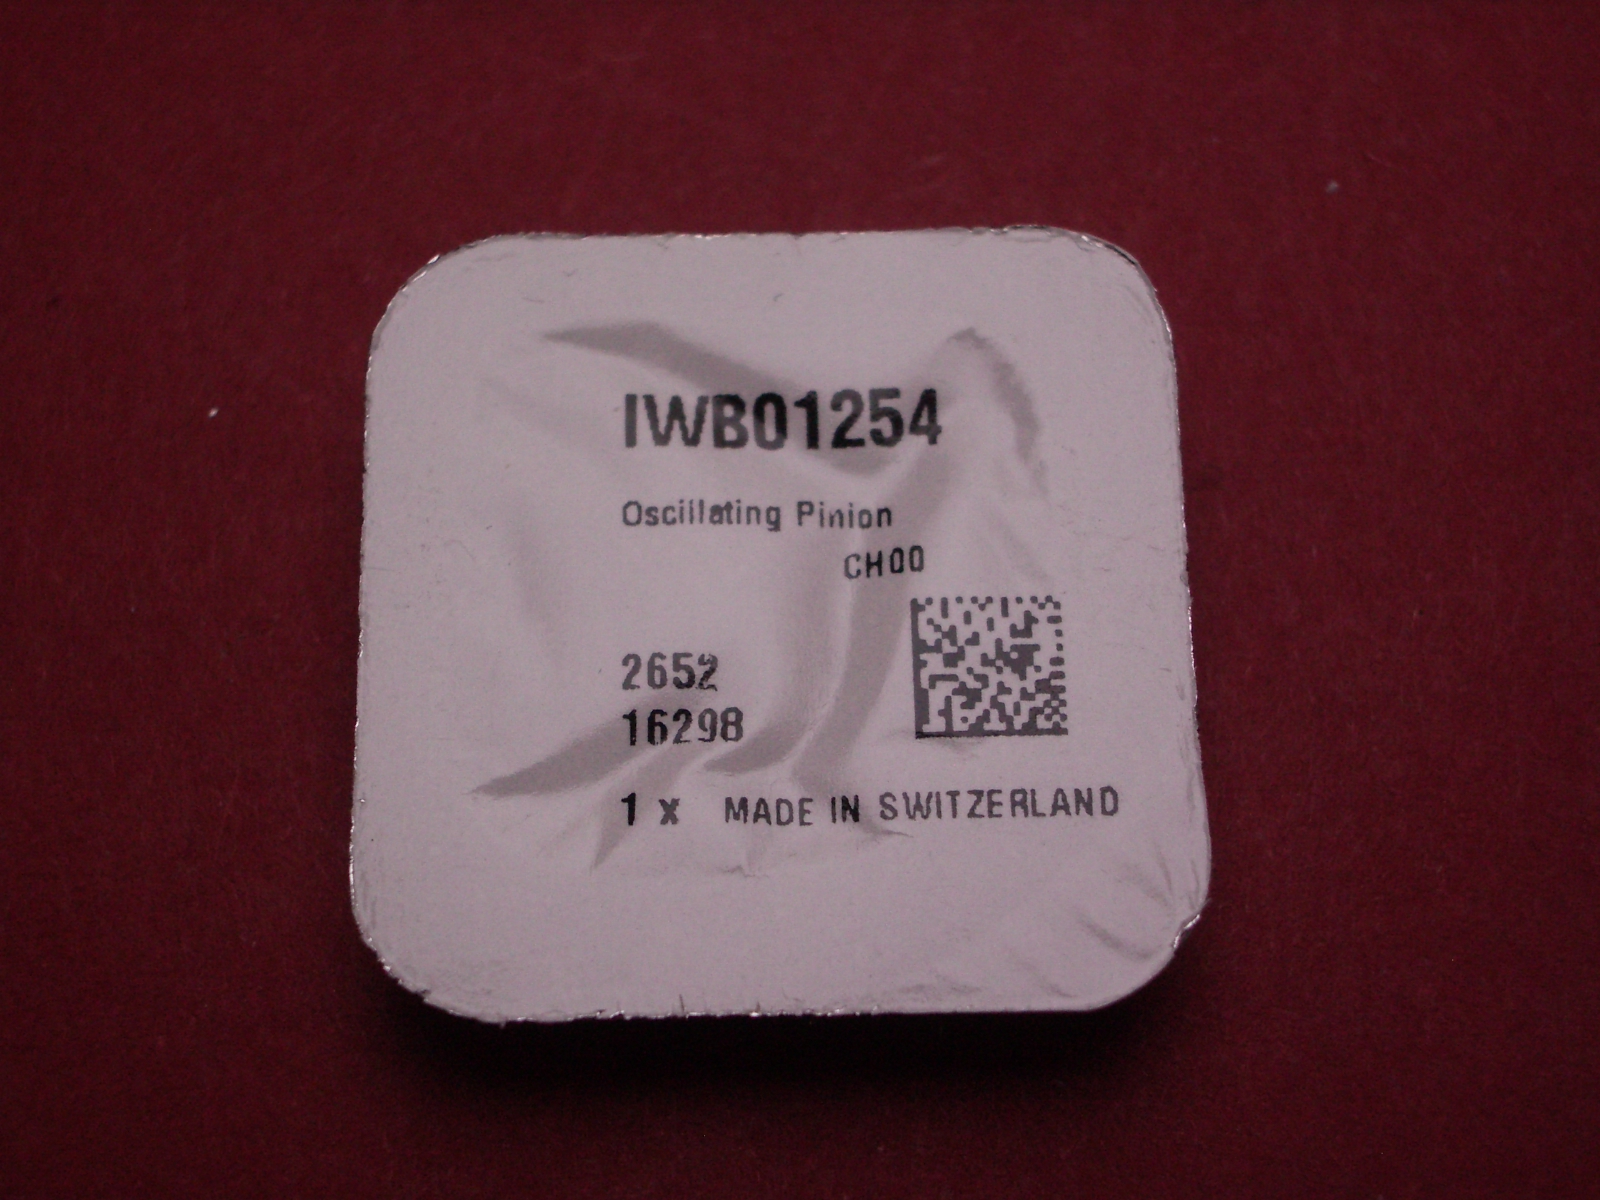 IWB01254
Oscillating Pinion
CH00
2652
16298
1 x MADE IN SWITZERLAND